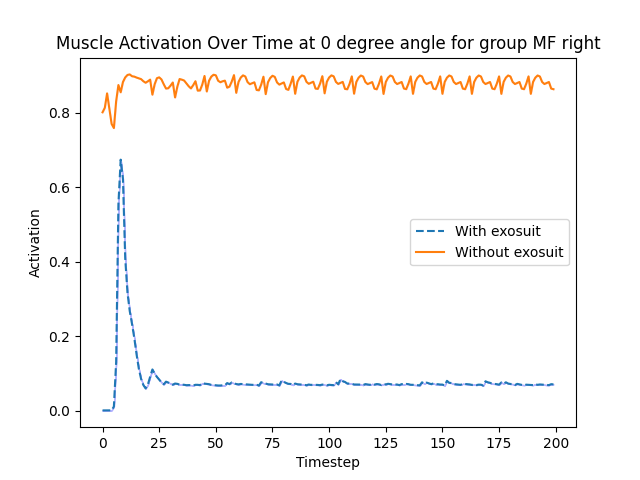 Muscle Activation Over Time at 0 degree angle for group MF right
Activation
0.8
0.6
0.4
0.2
0.0
With exosuit
Without exosuit
0 25 50 75 100 125 150 175 200
Timestep